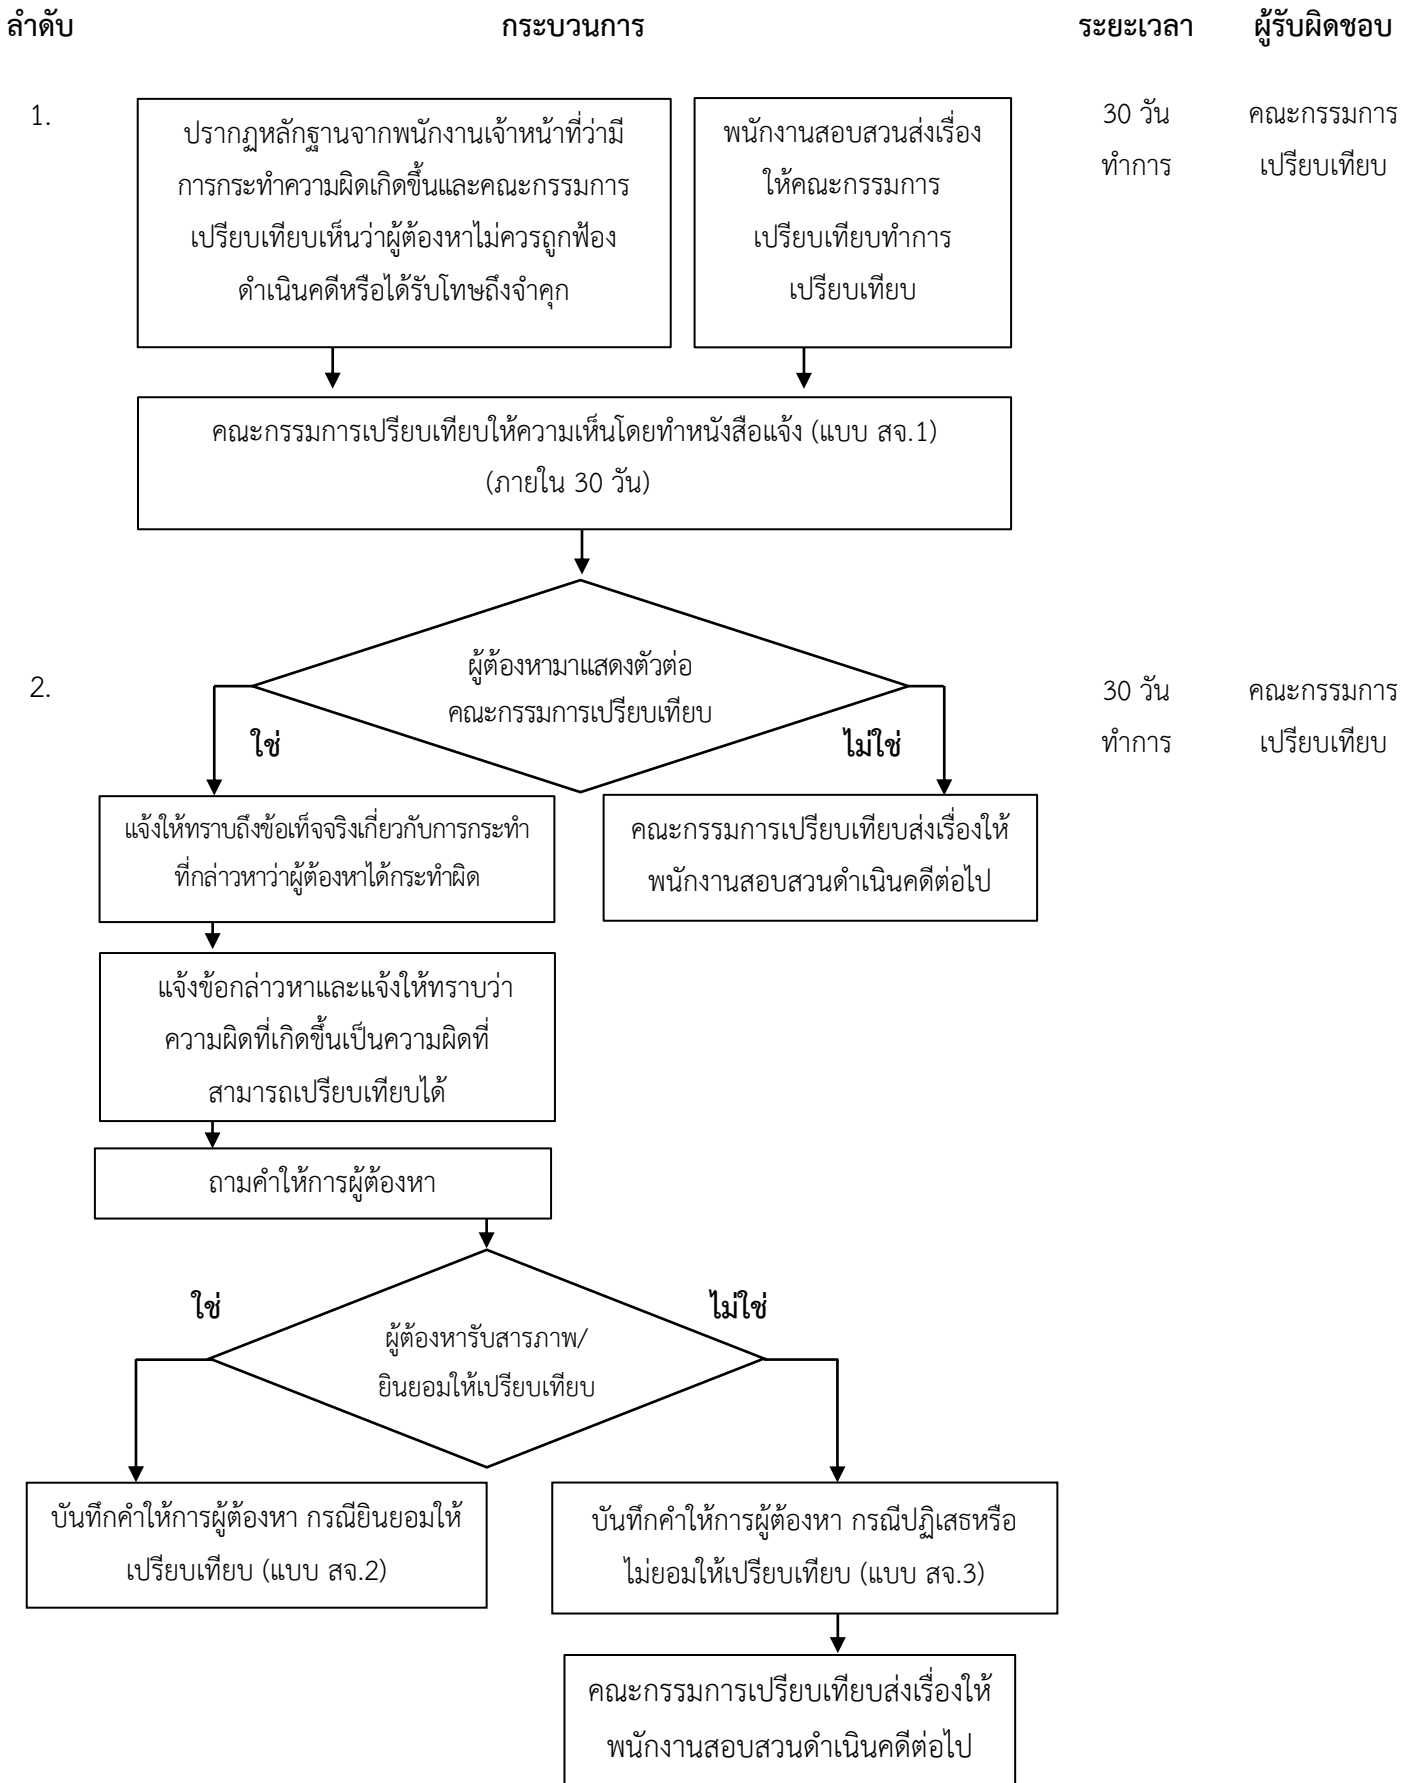 ลำดับ กระบวนการ ระยะเวลา ผู้รับผิดชอบ
1.
ปรากฏหลักฐานจากพนักงานเจ้าหน้าที่ว่ามี
การกระทำความผิดเกิดขึ้นและคณะกรรมการ
เปรียบเทียบเห็นว่าผู้ต้องหาไม่ควรถูกฟ้อง
ดำเนินคดีหรือได้รับโทษถึงจำคุก
พนักงานสอบสวนส่งเรื่อง
ให้คณะกรรมการ
เปรียบเทียบทำการ
เปรียบเทียบ
30 วัน
ทำการ
คณะกรรมการ
เปรียบเทียบ
คณะกรรมการเปรียบเทียบให้ความเห็นโดยทำหนังสือแจ้ง (แบบ สจ.1)
(ภายใน 30 วัน)
2.
ผู้ต้องหามาแสดงตัวต่อ
คณะกรรมการเปรียบเทียบ
30 วัน
ทำการ
คณะกรรมการ
เปรียบเทียบ
ใช่
ไม่ใช่
แจ้งให้ทราบถึงข้อเท็จจริงเกี่ยวกับการกระทำ
ที่กล่าวหาว่าผู้ต้องหาได้กระทำผิด
คณะกรรมการเปรียบเทียบส่งเรื่องให้
พนักงานสอบสวนดำเนินคดีต่อไป
แจ้งข้อกล่าวหาและแจ้งให้ทราบว่า
ความผิดที่เกิดขึ้นเป็นความผิดที่
สามารถเปรียบเทียบได้
ถามคำให้การผู้ต้องหา
ใช่
ไม่ใช่
ผู้ต้องหารับสารภาพ/
ยินยอมให้เปรียบเทียบ
บันทึกคำให้การผู้ต้องหา กรณียินยอมให้
เปรียบเทียบ (แบบ สจ.2)
บันทึกคำให้การผู้ต้องหา กรณีปฏิเสธหรือ
ไม่ยอมให้เปรียบเทียบ (แบบ สจ.3)
คณะกรรมการเปรียบเทียบส่งเรื่องให้
พนักงานสอบสวนดำเนินคดีต่อไป